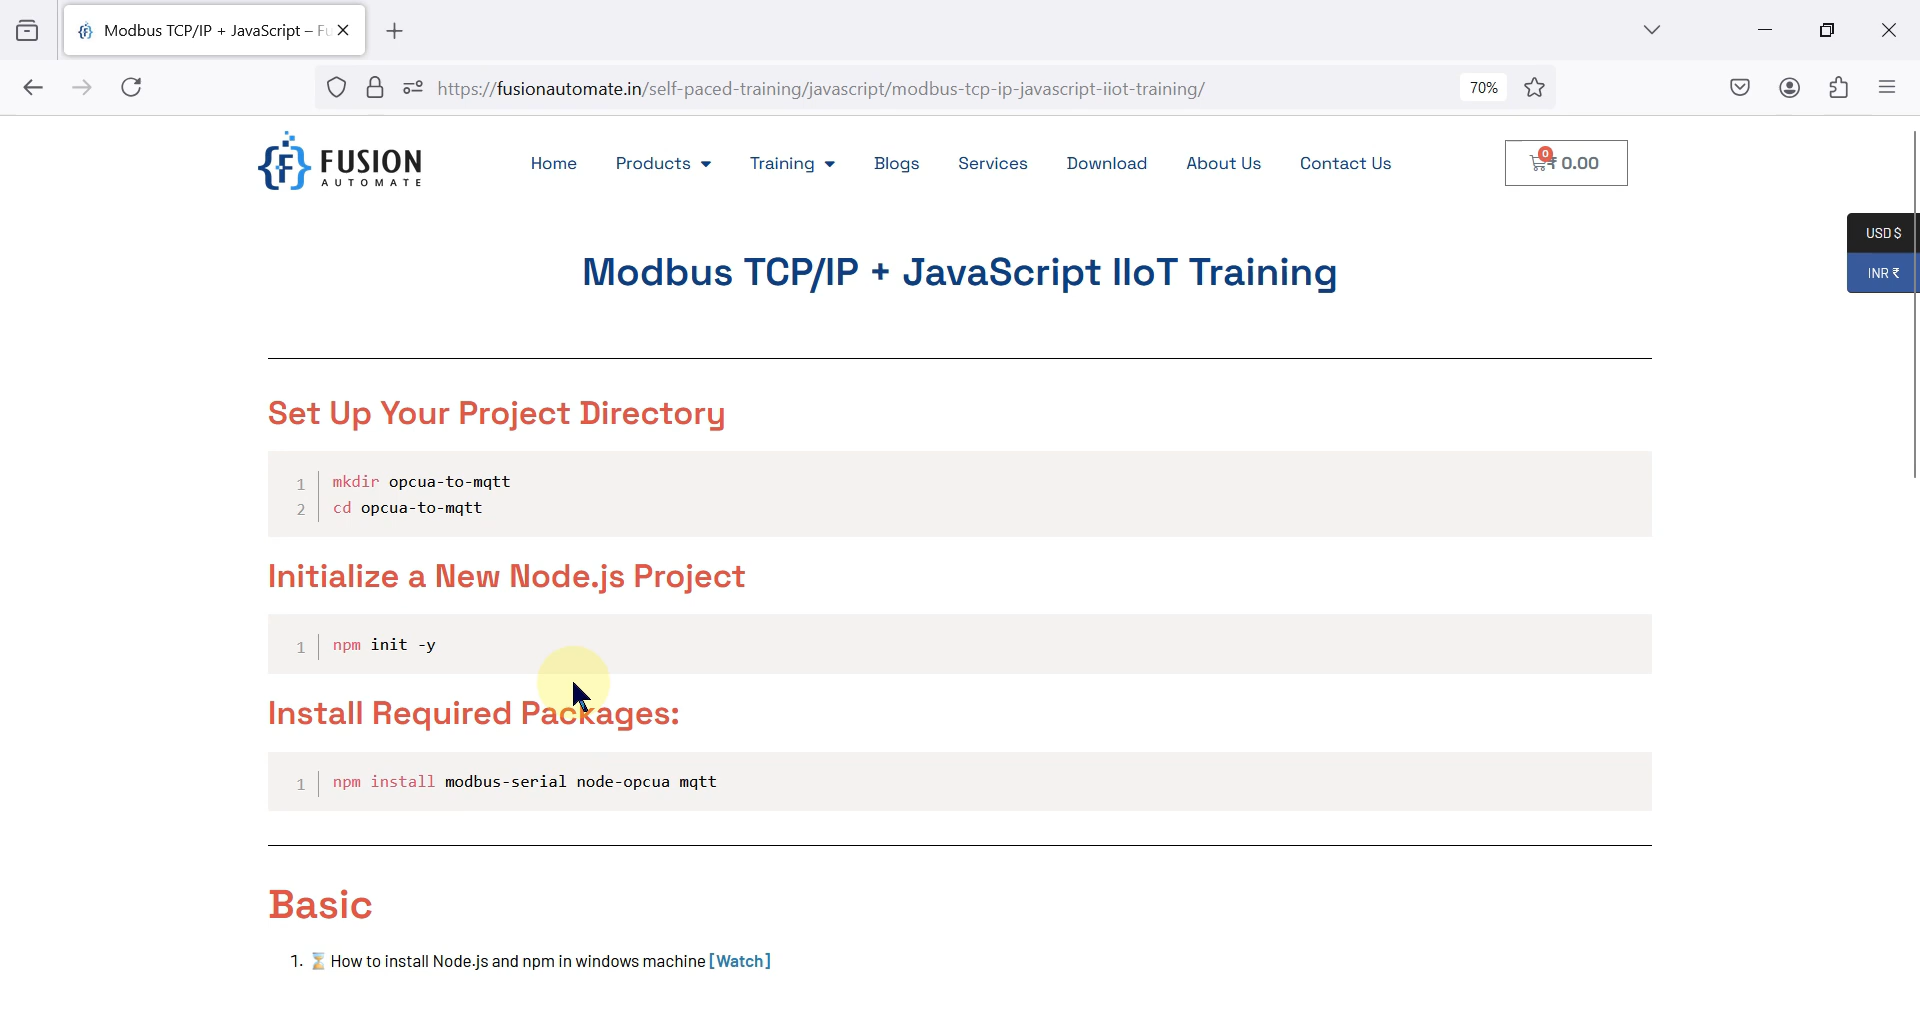 Modbus TCP/IP + JavaScript – Fu
https://fusionautomate.in/self-paced-training/javascript/modbus-tcp-ip-javascript-iiot-training/
70%
{F} FUSION
AUTOMATE
Home Products Training Blogs Services Download About Us Contact Us
0
₹ 0.00
USD $
INR ₹
Modbus TCP/IP + JavaScript IIoT Training
Set Up Your Project Directory
1 mkdir opcua-to-mqtt
2 cd opcua-to-mqtt
Initialize a New Node.js Project
1 npm init -y
Install Required Packages:
1 npm install modbus-serial node-opcua mqtt
Basic
1. ⏳ How to install Node.js and npm in windows machine [Watch]